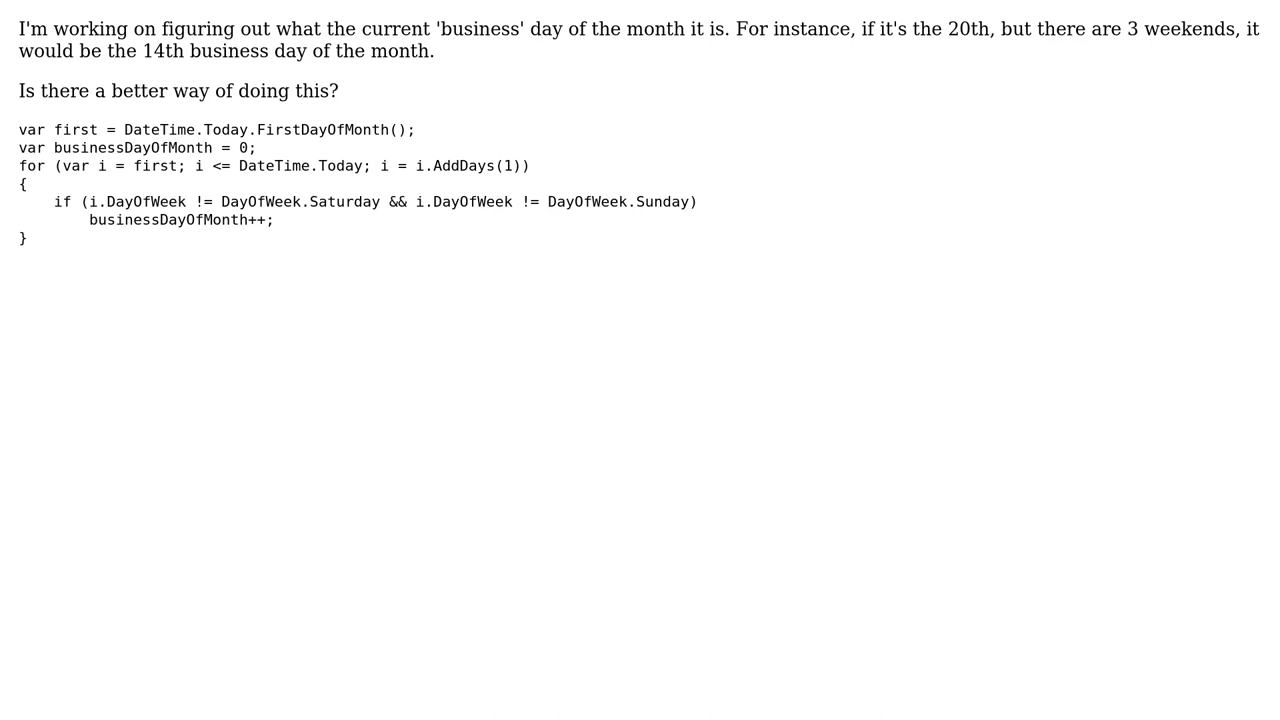 I'm working on figuring out what the current 'business' day of the month it is. For instance, if it's the 20th, but there are 3 weekends, it
would be the 14th business day of the month.
Is there a better way of doing this?
var first = DateTime.Today.FirstDayOfMonth();
var businessDayOfMonth = 0;
for (var i = first; i <= DateTime.Today; i = i.AddDays(1))
{
    if (i.DayOfWeek != DayOfWeek.Saturday && i.DayOfWeek != DayOfWeek.Sunday)
        businessDayOfMonth++;
}